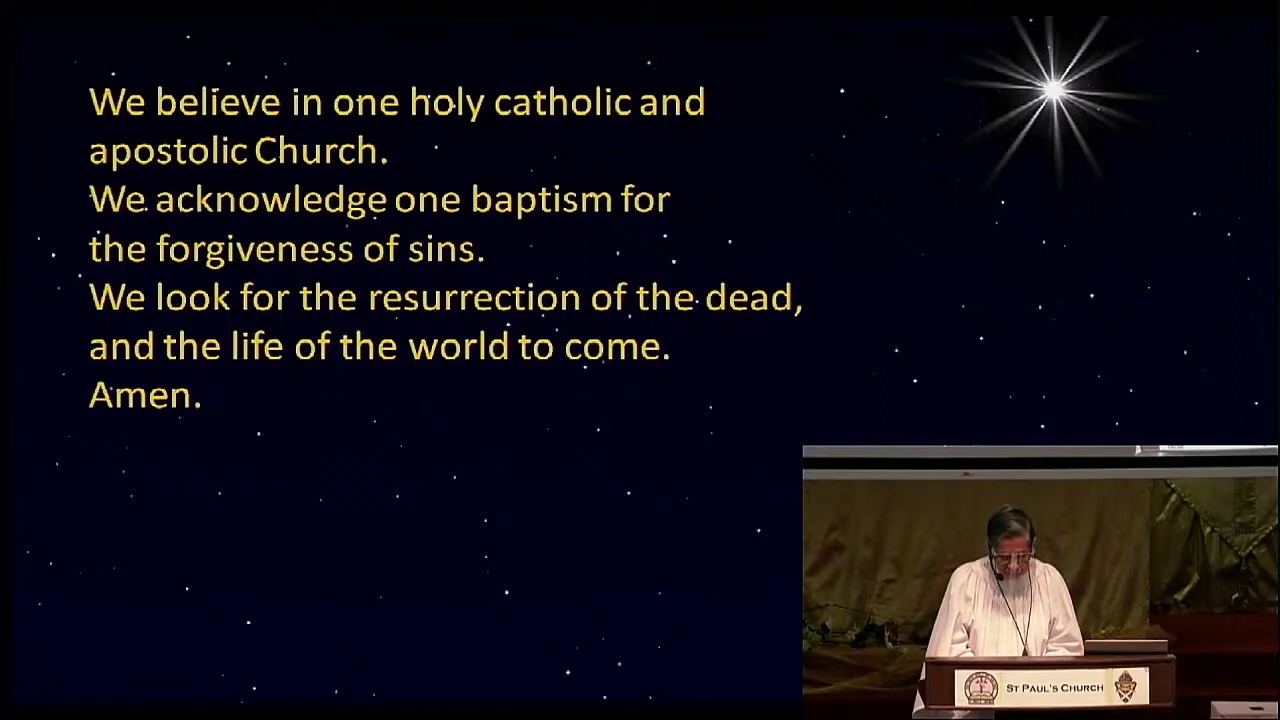 We believe in one holy catholic and
apostolic Church.
We acknowledge one baptism for
the forgiveness of sins.
We look for the resurrection of the dead,
and the life of the world to come.
Amen.
ST PAUL'S CHURCH